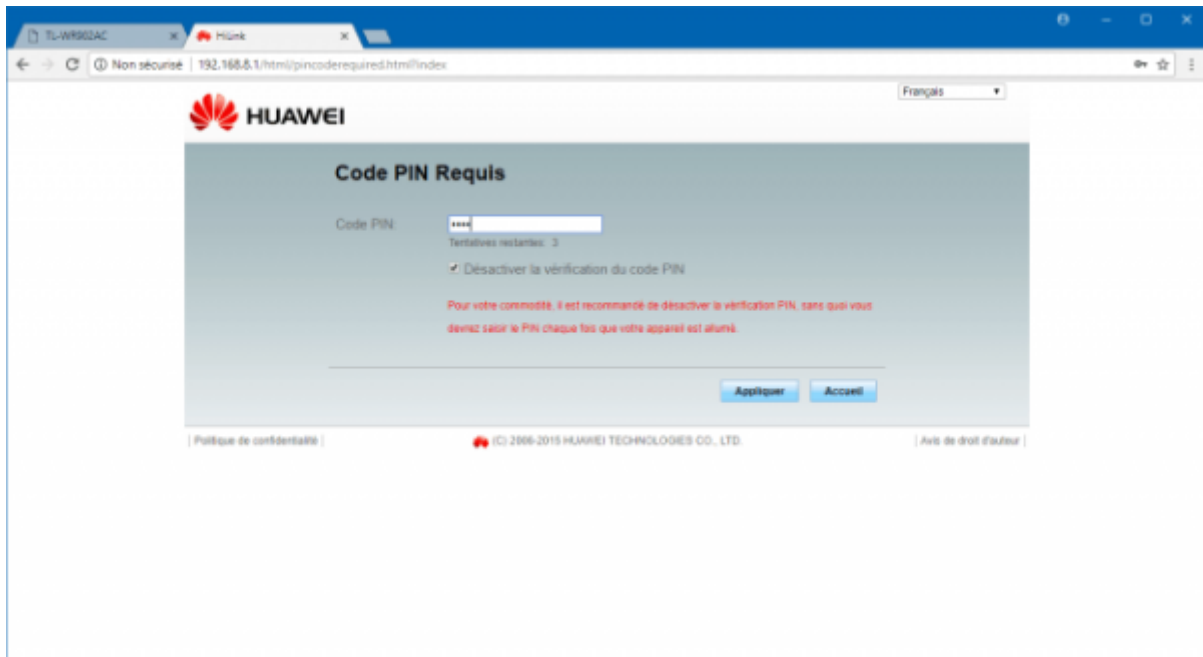 TL-WR902AC
HiLink
Non sécurisé | 192.168.8.1/html/pincoderequired.html?index
HUAWEI
Français
Code PIN Requis
Code PIN:
••••
Tentatives restantes: 3
Désactiver la vérification du code PIN
Pour votre commodité, il est recommandé de désactiver la vérification PIN, sans quoi vous
devrez saisir le PIN chaque fois que votre appareil est allumé.
Appliquer
Accueil
| Politique de confidentialité |
(C) 2006-2015 HUAWEI TECHNOLOGIES CO., LTD.
| Avis de droit d'auteur |